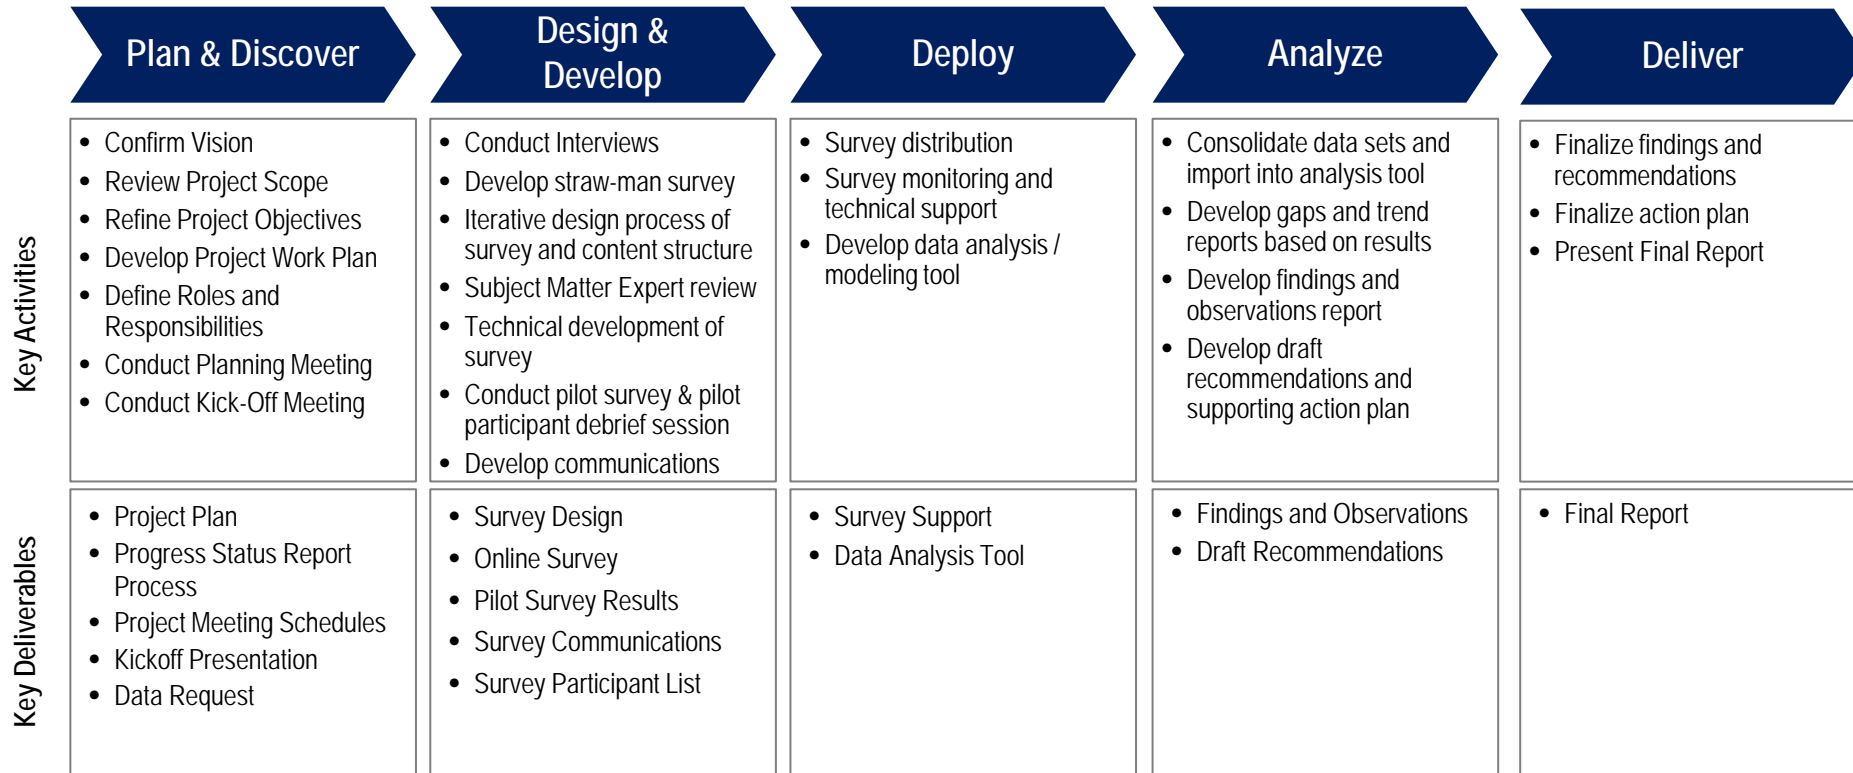 Plan & Discover
Design &
Develop
Deploy
Analyze
Deliver
Key Activities
• Confirm Vision
• Review Project Scope
• Refine Project Objectives
• Develop Project Work Plan
• Define Roles and
Responsibilities
• Conduct Planning Meeting
• Conduct Kick-Off Meeting
• Conduct Interviews
• Develop straw-man survey
• Iterative design process of
survey and content structure
• Subject Matter Expert review
• Technical development of
survey
• Conduct pilot survey & pilot
participant debrief session
• Develop communications
• Survey distribution
• Survey monitoring and
technical support
• Develop data analysis /
modeling tool
• Consolidate data sets and
import into analysis tool
• Develop gaps and trend
reports based on results
• Develop findings and
observations report
• Develop draft
recommendations and
supporting action plan
• Finalize findings and
recommendations
• Finalize action plan
• Present Final Report
Key Deliverables
• Project Plan
• Progress Status Report
Process
• Project Meeting Schedules
• Kickoff Presentation
• Data Request
• Survey Design
• Online Survey
• Pilot Survey Results
• Survey Communications
• Survey Participant List
• Survey Support
• Data Analysis Tool
• Findings and Observations
• Draft Recommendations
• Final Report